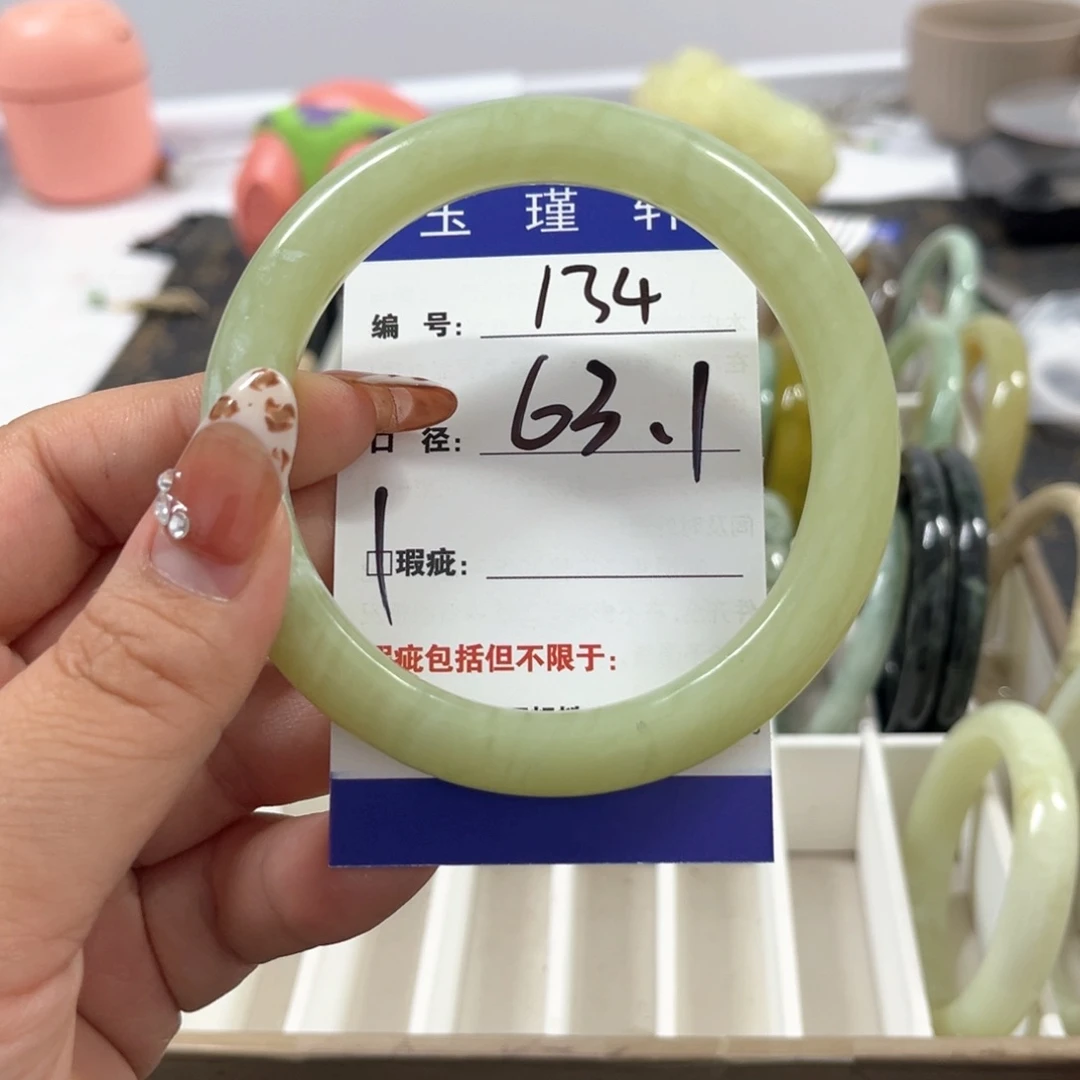 玉瑾轩
编号: 134
口径: 63.1
□瑕疵:
瑕疵包括但不限于: